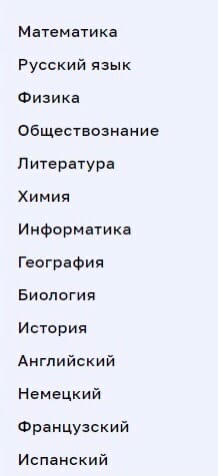 Математика
Русский язык
Физика
Обществознание
Литература
Химия
Информатика
География
Биология
История
Английский
Немецкий
Французский
Испанский